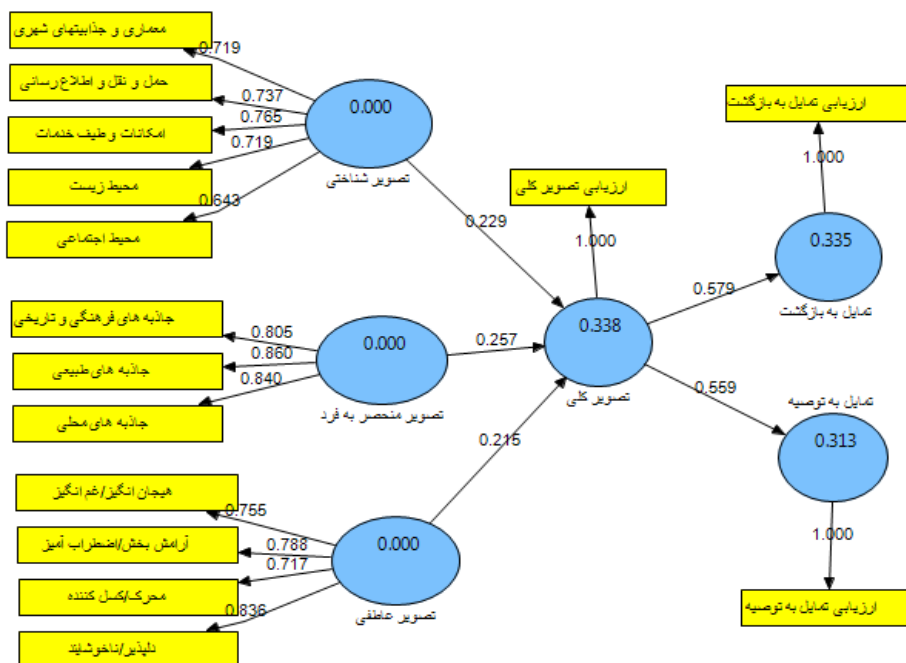 معماری و جذابیتهای شهری
0.719
حمل و نقل و اطلاع رسانی
0.737
امکانات و طیف خدمات
0.765
محیط زیست
0.719
محیط اجتماعی
0.643
0.000
تصویر شناختی
0.229
جاذبه های فرهنگی و تاریخی
0.805
جاذبه های طبیعی
0.860
جاذبه های محلی
0.840
0.000
تصویر منحصر به فرد
0.257
هیجان انگیز/غم انگیز
0.755
آرامش بخش/اضطراب آمیز
0.788
محرک/کسل کننده
0.717
دلپذیر/ناخوشایند
0.836
0.000
تصویر عاطفی
0.215
ارزیابی تصویر کلی
1.000
0.338
تصویر کلی
0.579
0.559
ارزیابی تمایل به بازگشت
1.000
0.335
تمایل به بازگشت
تمایل به توصیه
0.313
1.000
ارزیابی تمایل به توصیه